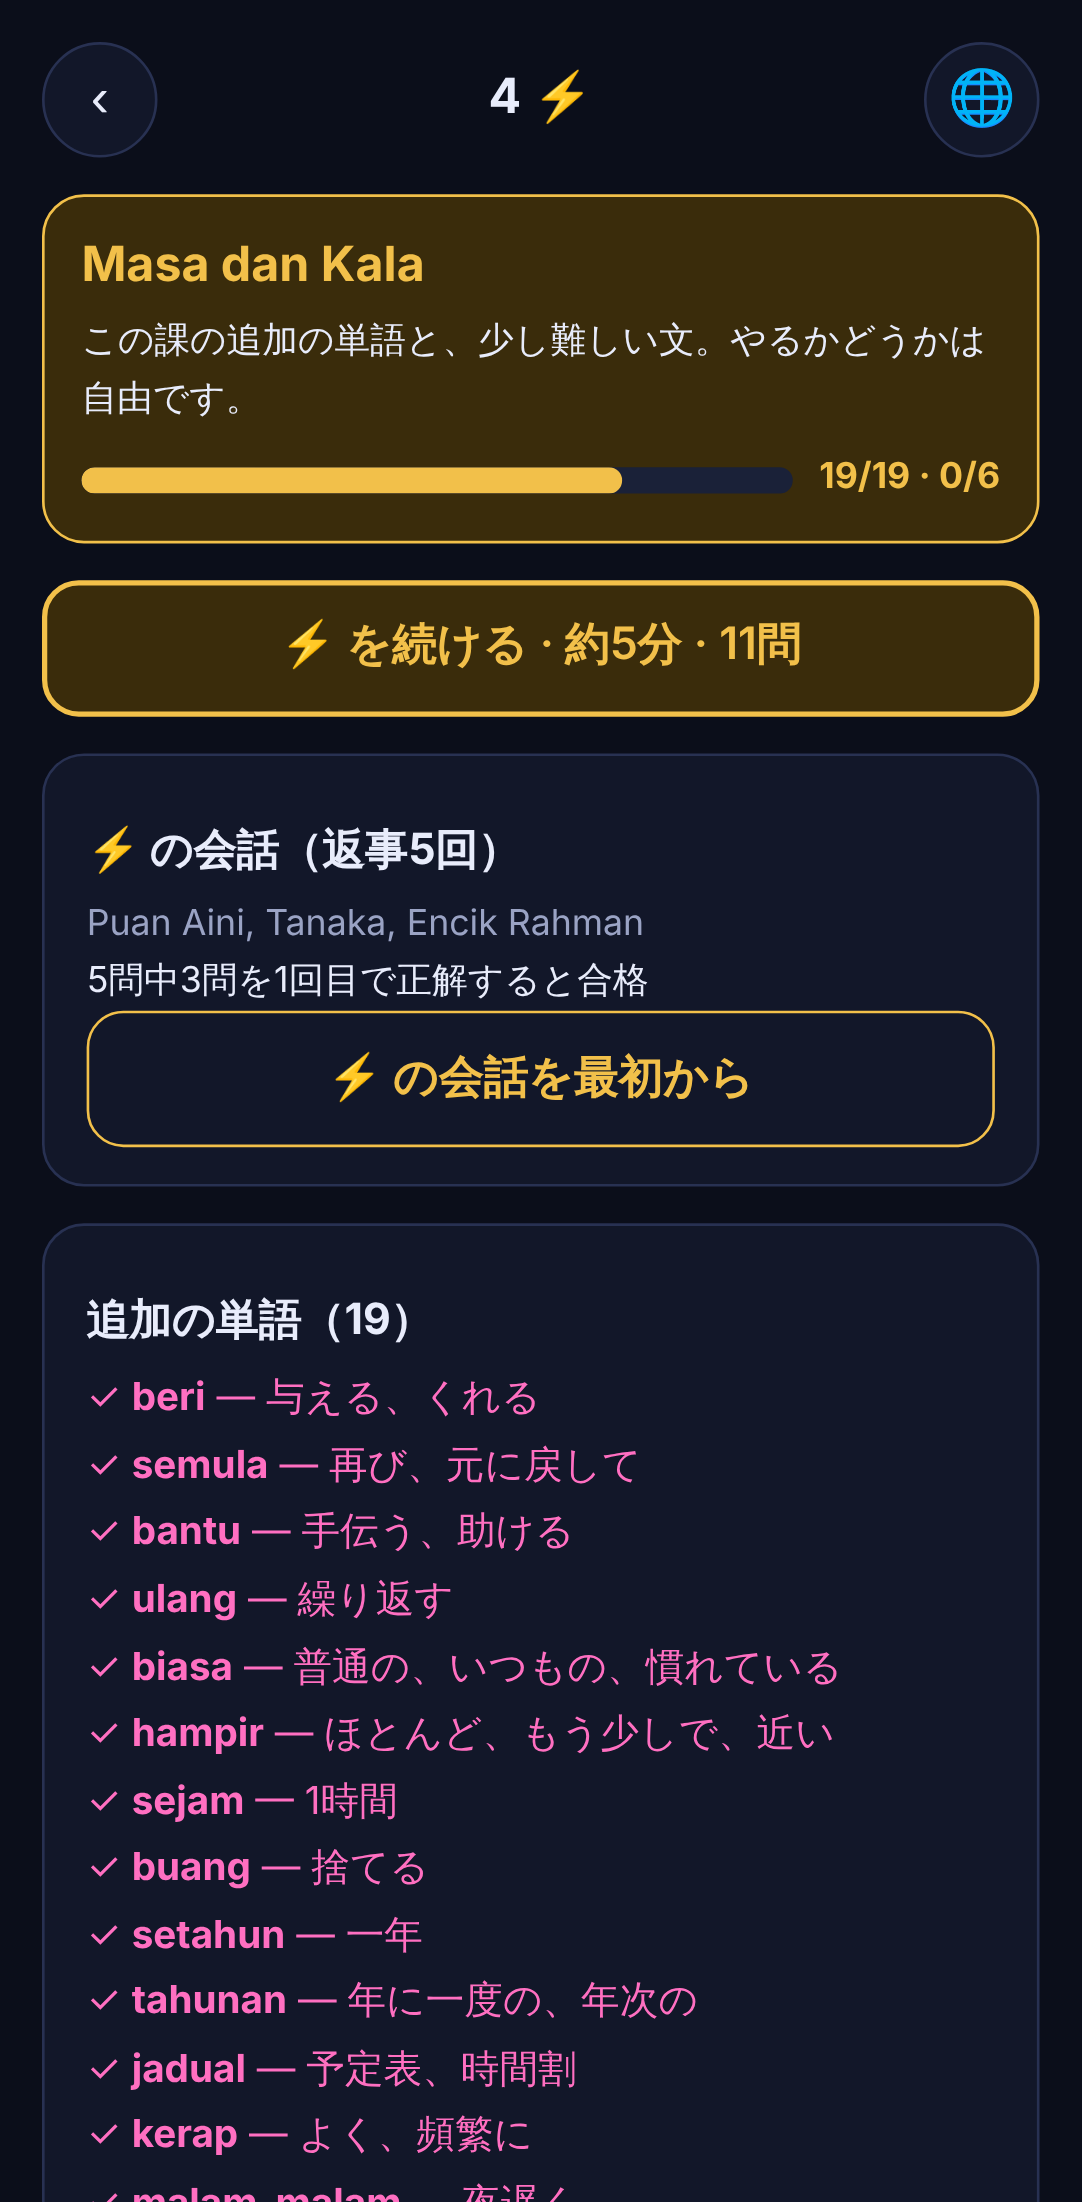 ‹
4 ⚡
Masa dan Kala
この課の追加の単語と、少し難しい文。やるかどうかは
自由です。
19/19 · 0/6
⚡ を続ける · 約5分 · 11問
⚡ の会話（返事5回）
Puan Aini, Tanaka, Encik Rahman
5問中3問を1回目で正解すると合格
⚡ の会話を最初から
追加の単語（19）
✓ beri — 与える、くれる
✓ semula — 再び、元に戻して
✓ bantu — 手伝う、助ける
✓ ulang — 繰り返す
✓ biasa — 普通の、いつもの、慣れている
✓ hampir — ほとんど、もう少しで、近い
✓ sejam — 1時間
✓ buang — 捨てる
✓ setahun — 一年
✓ tahunan — 年に一度の、年次の
✓ jadual — 予定表、時間割
✓ kerap — よく、頻繁に
✓ malam-malam — 夜遅く